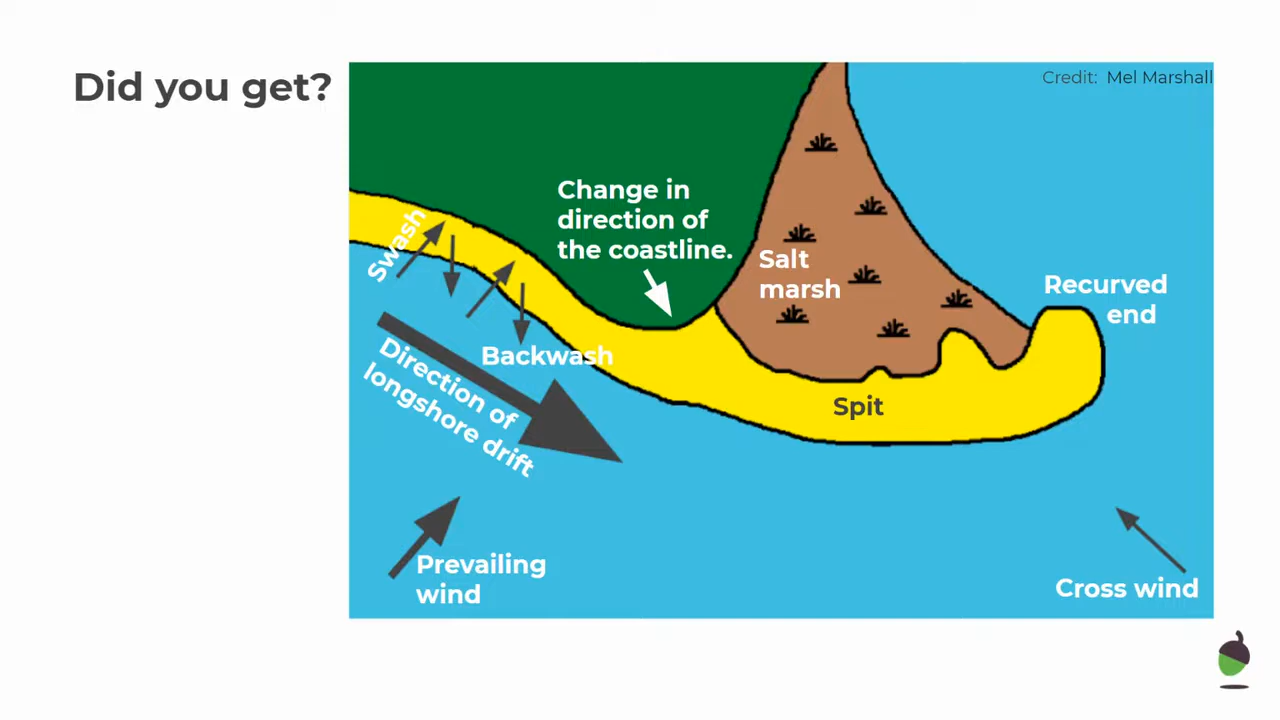 Did you get?
Credit: Mel Marshall
Change in
direction of
the coastline.
Swash
Salt
marsh
Recurved
end
Backwash
Direction of
longshore drift
Spit
Prevailing
wind
Cross wind